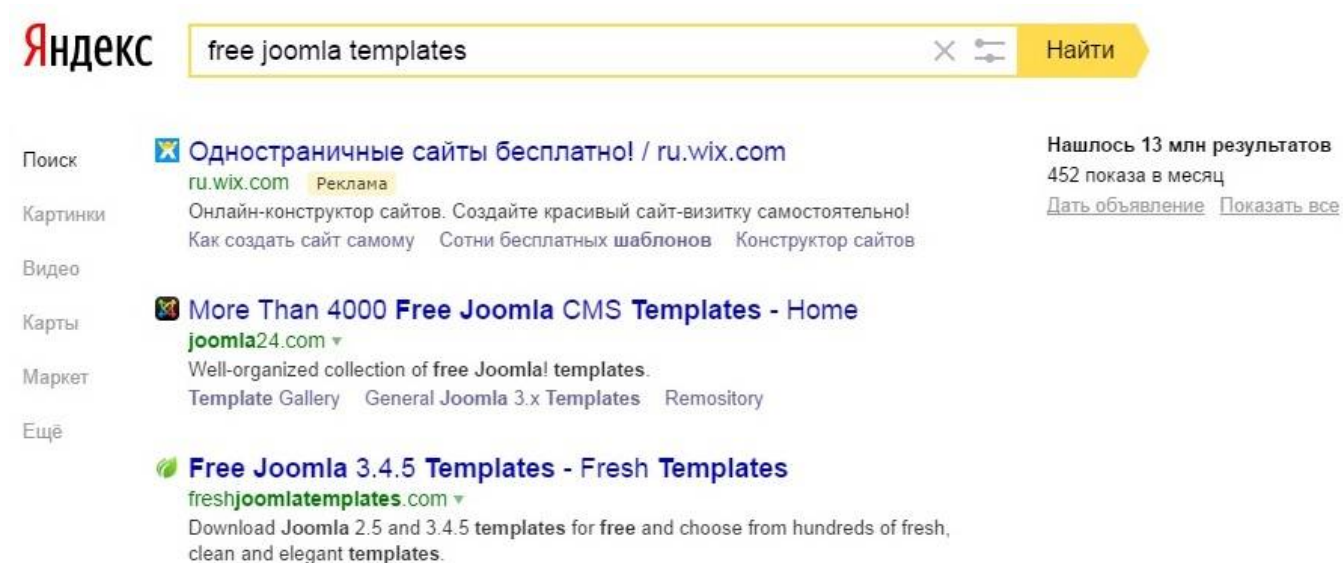 Яндекс
free joomla templates
Найти
Поиск
Картинки
Видео
Карты
Маркет
Ещё
Одностраничные сайты бесплатно! / ru.wix.com
ru.wix.com Реклама
Онлайн-конструктор сайтов. Создайте красивый сайт-визитку самостоятельно!
Как создать сайт самому Сотни бесплатных шаблонов Конструктор сайтов
More Than 4000 Free Joomla CMS Templates - Home
joomla24.com
Well-organized collection of free Joomla! templates.
Template Gallery General Joomla 3.x Templates Remository
Free Joomla 3.4.5 Templates - Fresh Templates
freshjoomlatemplates.com
Download Joomla 2.5 and 3.4.5 templates for free and choose from hundreds of fresh,
clean and elegant templates.
Нашлось 13 млн результатов
452 показа в месяц
Дать объявление Показать все